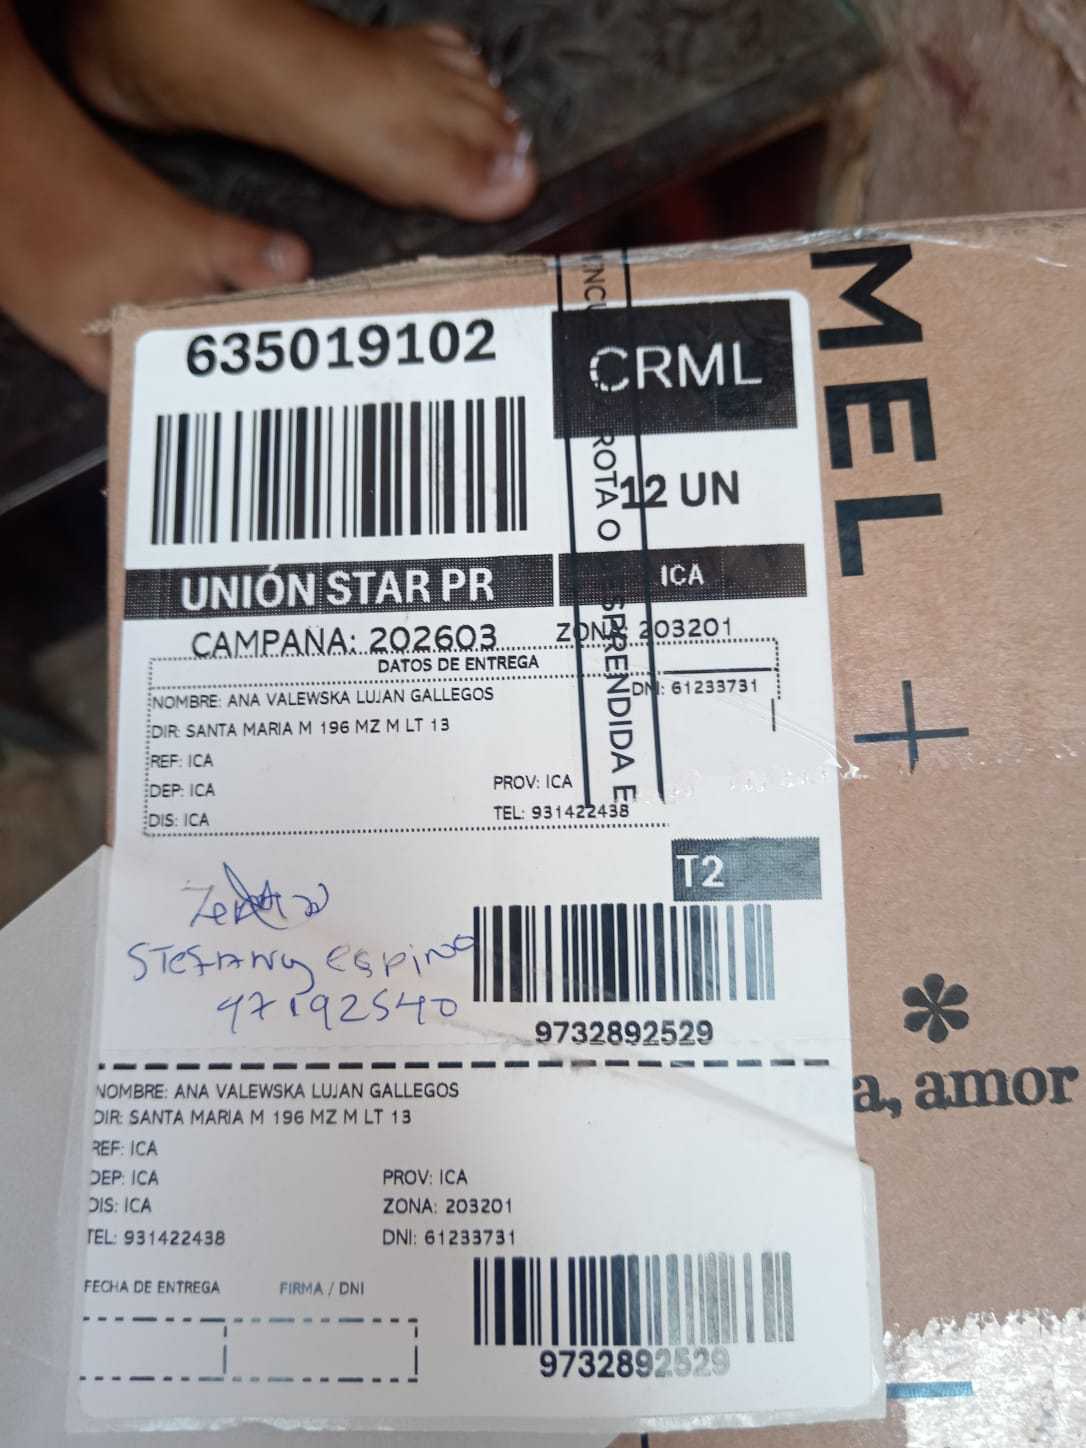 635019102
CRML
12 UN
UNIÓN STAR PR
ICA
CAMPAÑA: 202603
ZONA: 203201
DATOS DE ENTREGA
NOMBRE: ANA VALEWSKA LUJAN GALLEGOS
DNI: 61233731
DIR: SANTA MARIA M 196 MZ M LT 13
REF: ICA
DEP: ICA
PROV: ICA
DIS: ICA
TEL: 931422438
ROTA O
SPRENDIDA E
T2
STEFANY ESPINO
9732892529
NOMBRE: ANA VALEWSKA LUJAN GALLEGOS
DIR: SANTA MARIA M 196 MZ M LT 13
REF: ICA
DEP: ICA
PROV: ICA
DIS: ICA
ZONA: 203201
TEL: 931422438
DNI: 61233731
FECHA DE ENTREGA
FIRMA / DNI
9732892529
MEL
+
*
a, amor